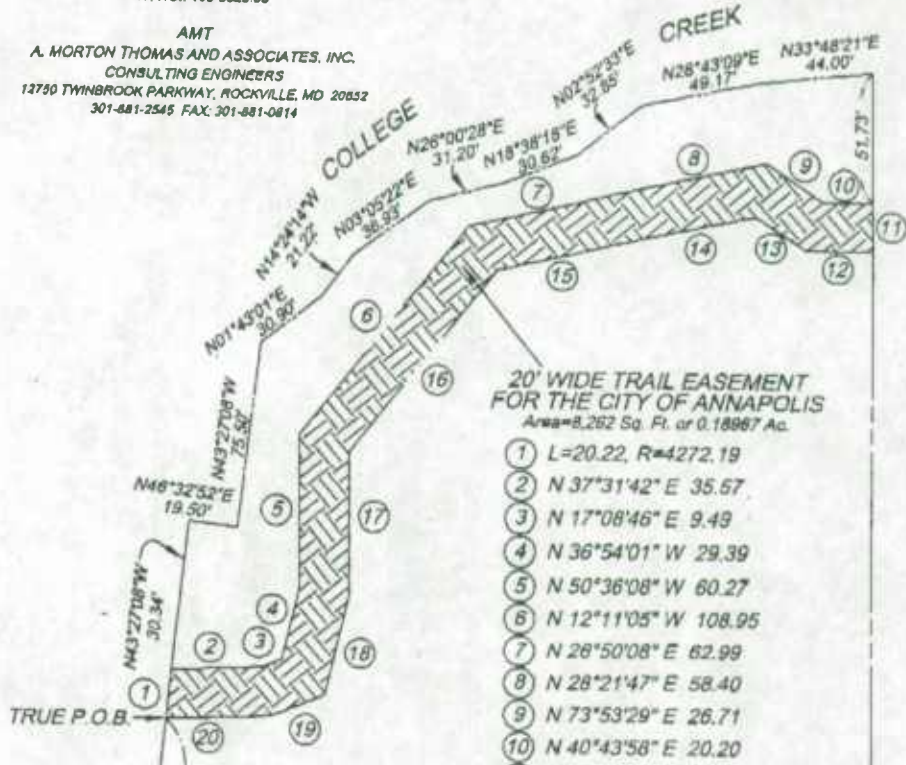 AMT
A. MORTON THOMAS AND ASSOCIATES, INC.
CONSULTING ENGINEERS
12750 TWINBROOK PARKWAY, ROCKVILLE, MD 20852
301-881-2545 FAX: 301-881-0814
COLLEGE
CREEK
N33°48'21"E
44.00'
N28°43'09"E
49.17'
N02°52'33"E
32.65'
N18°38'18"E
30.62'
N26°00'28"E
31.20'
N03°05'22"E
36.93'
N14°24'14"W
21.22'
N01°43'01"E
30.90'
N43°27'08"W
75.50'
N46°32'52"E
19.50'
N43°27'08"W
30.34'
51.73'
1
2
3
4
5
6
7
8
9
10
11
12
13
14
15
16
17
18
19
20
TRUE P.O.B.
20' WIDE TRAIL EASEMENT
FOR THE CITY OF ANNAPOLIS
Area=8,262 Sq. Ft. or 0.18967 Ac.
1 L=20.22, R=4272.19
2 N 37°31'42" E 35.67
3 N 17°08'46" E 9.49
4 N 36°54'01" W 29.39
5 N 50°36'08" W 60.27
6 N 12°11'05" W 108.95
7 N 28°50'08" E 62.99
8 N 28°21'47" E 58.40
9 N 73°53'29" E 26.71
10 N 40°43'58" E 20.20